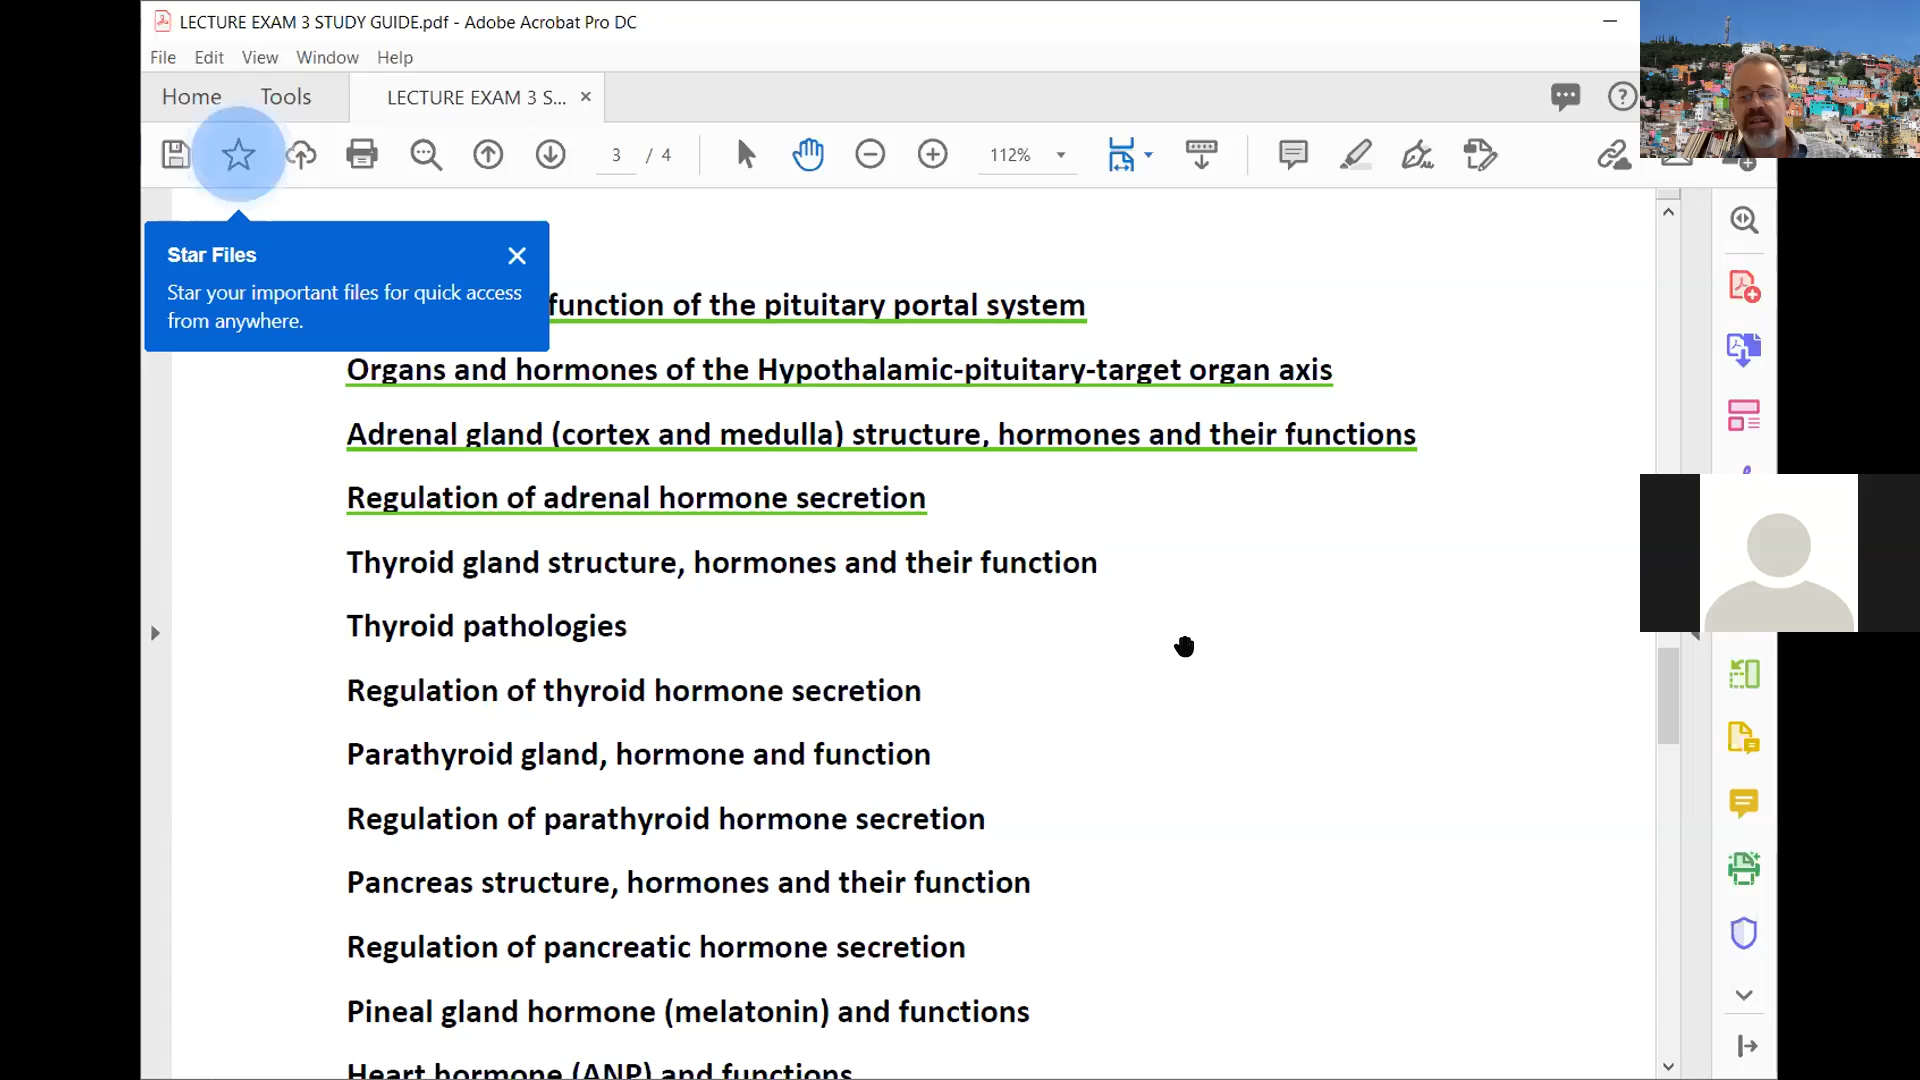 LECTURE EXAM 3 STUDY GUIDE.pdf - Adobe Acrobat Pro DC
File Edit View Window Help
Home Tools LECTURE EXAM 3 S...
3 / 4 112%
Star Files
Star your important files for quick access
from anywhere.
function of the pituitary portal system
Organs and hormones of the Hypothalamic-pituitary-target organ axis
Adrenal gland (cortex and medulla) structure, hormones and their functions
Regulation of adrenal hormone secretion
Thyroid gland structure, hormones and their function
Thyroid pathologies
Regulation of thyroid hormone secretion
Parathyroid gland, hormone and function
Regulation of parathyroid hormone secretion
Pancreas structure, hormones and their function
Regulation of pancreatic hormone secretion
Pineal gland hormone (melatonin) and functions
Heart hormone (ANP) and functions